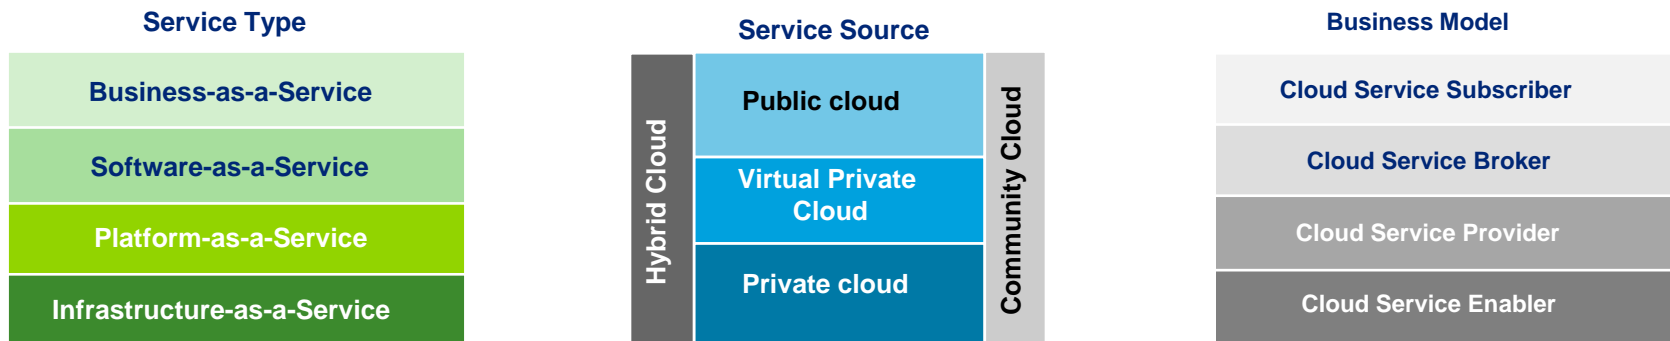 Service Type
Business-as-a-Service
Software-as-a-Service
Platform-as-a-Service
Infrastructure-as-a-Service
Service Source
Hybrid Cloud
Public cloud
Virtual Private
Cloud
Private cloud
Community Cloud
Business Model
Cloud Service Subscriber
Cloud Service Broker
Cloud Service Provider
Cloud Service Enabler